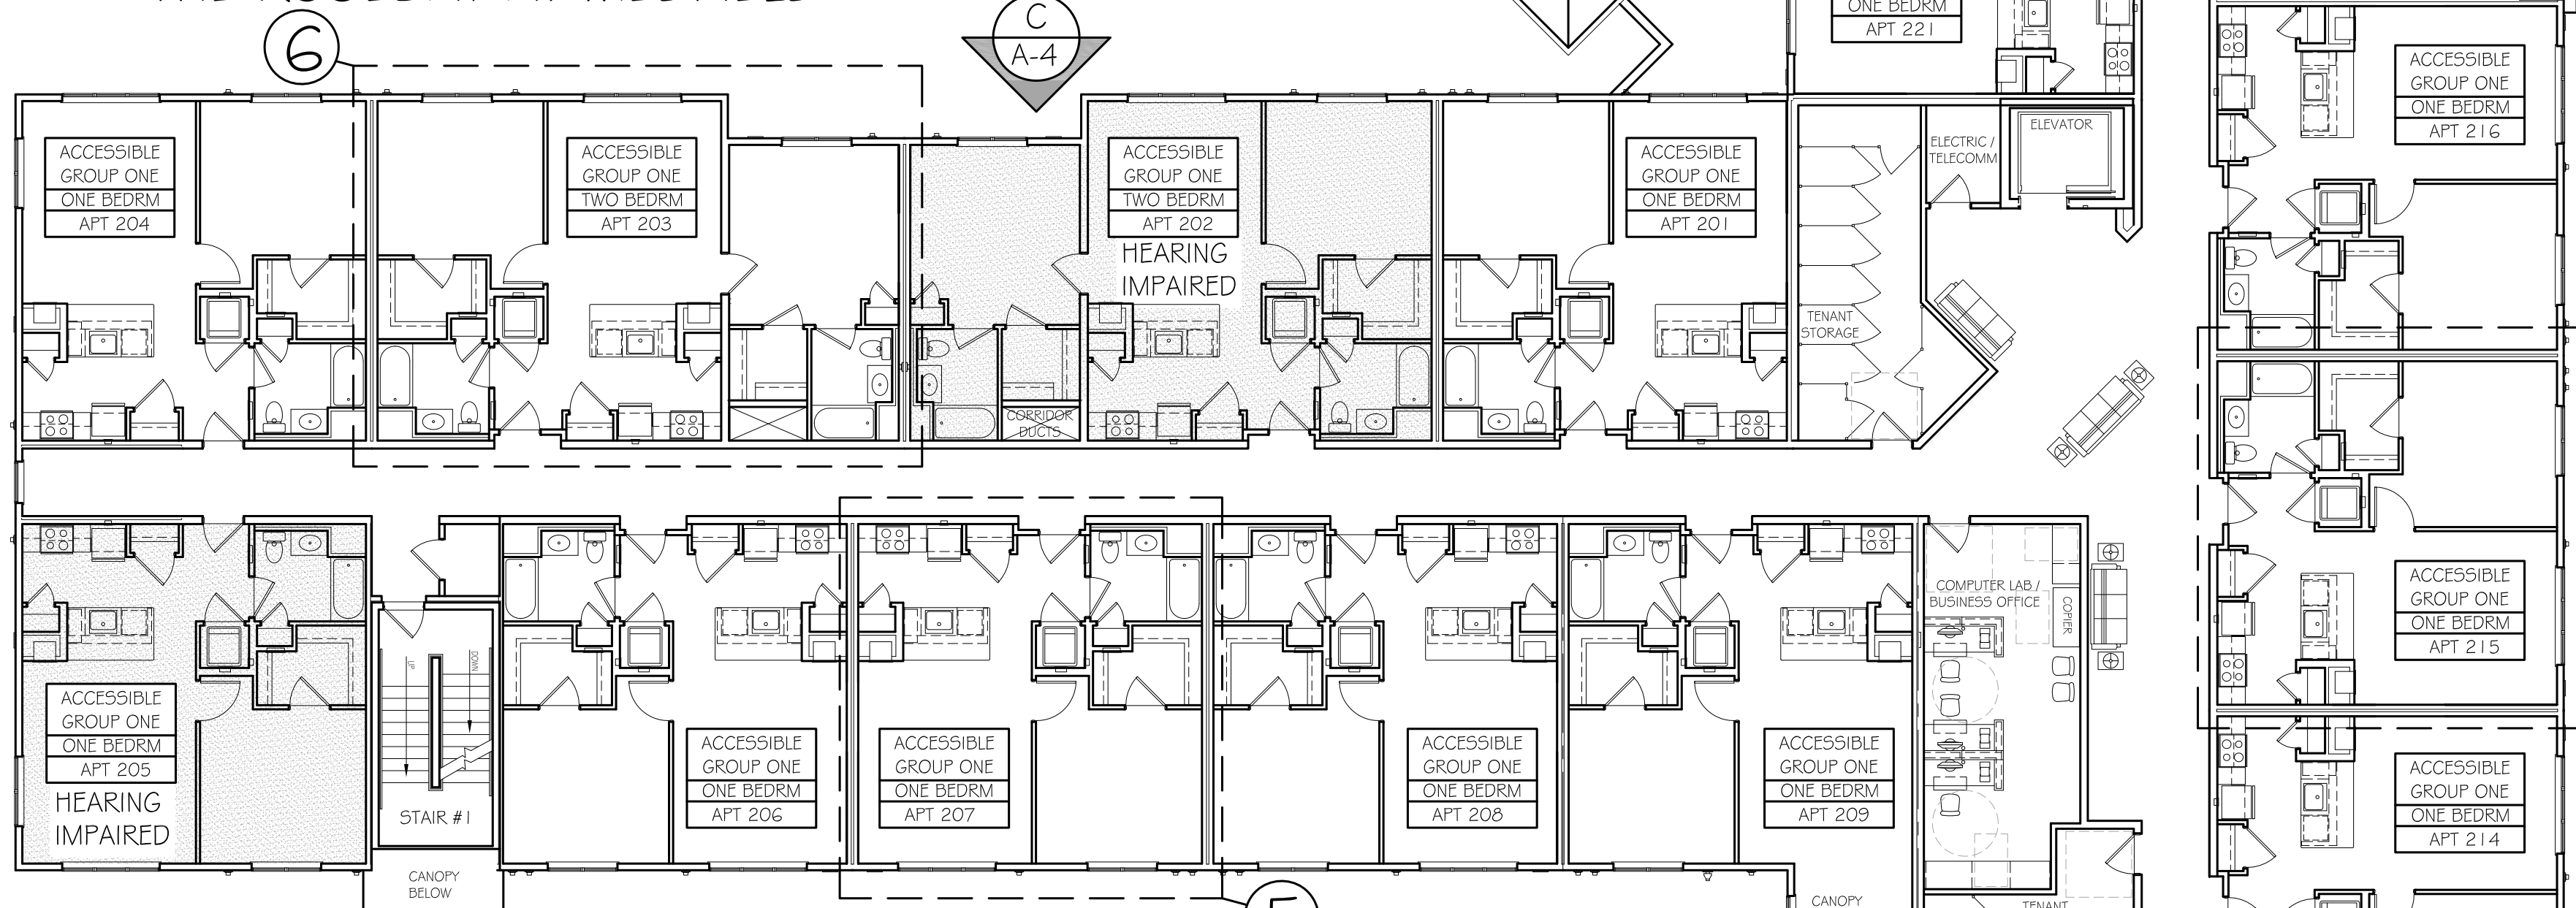 6
C
A-4
ONE BEDRM
APT 221
ACCESSIBLE
GROUP ONE
ONE BEDRM
APT 204
ACCESSIBLE
GROUP ONE
TWO BEDRM
APT 203
ACCESSIBLE
GROUP ONE
TWO BEDRM
APT 202
HEARING
IMPAIRED
ACCESSIBLE
GROUP ONE
ONE BEDRM
APT 201
TENANT
STORAGE
ELECTRIC /
TELECOMM
ELEVATOR
ACCESSIBLE
GROUP ONE
ONE BEDRM
APT 216
CORRIDOR
DUCTS
ACCESSIBLE
GROUP ONE
ONE BEDRM
APT 205
HEARING
IMPAIRED
UP
DOWN
STAIR #1
CANOPY
BELOW
ACCESSIBLE
GROUP ONE
ONE BEDRM
APT 206
ACCESSIBLE
GROUP ONE
ONE BEDRM
APT 207
ACCESSIBLE
GROUP ONE
ONE BEDRM
APT 208
ACCESSIBLE
GROUP ONE
ONE BEDRM
APT 209
COMPUTER LAB /
BUSINESS OFFICE
COPIER
ACCESSIBLE
GROUP ONE
ONE BEDRM
APT 215
ACCESSIBLE
GROUP ONE
ONE BEDRM
APT 214
CANOPY
TENANT